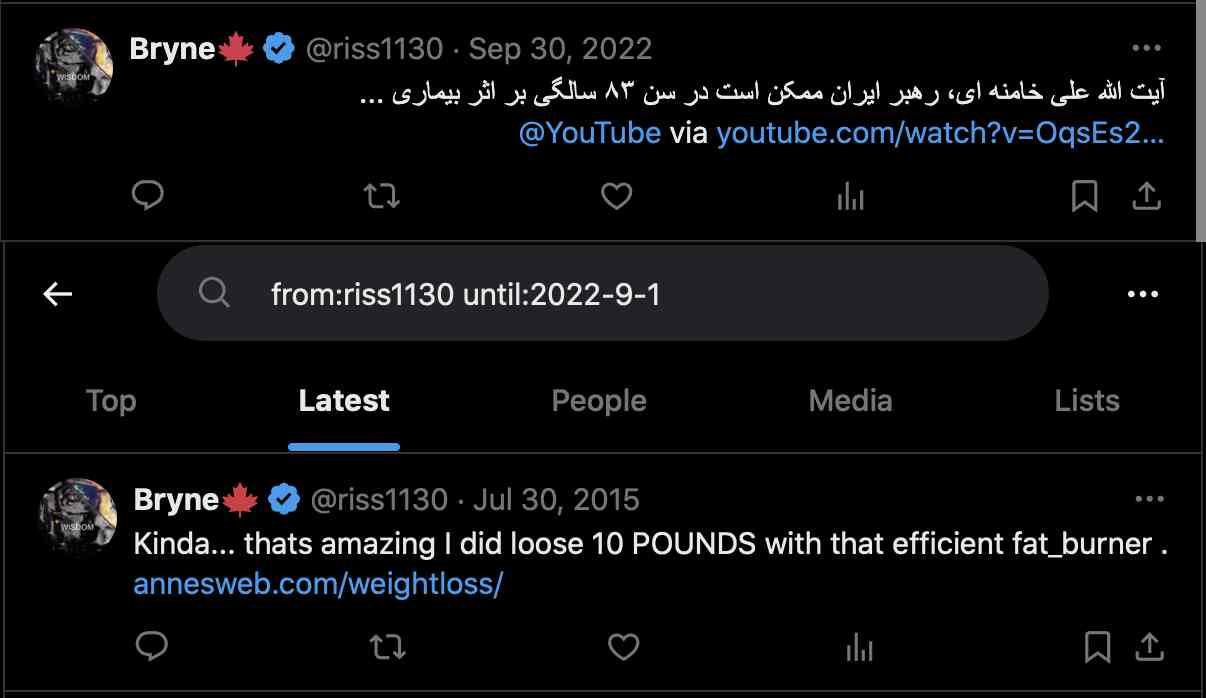 Bryne🍁 @riss1130 · Sep 30, 2022
آیت الله علی خامنه ای، رهبر ایران ممکن است در سن ۸۳ سالگی بر اثر بیماری ...
youtube.com/watch?v=OqsEs2… via @YouTube
from:riss1130 until:2022-9-1
Top Latest People Media Lists
Bryne🍁 @riss1130 · Jul 30, 2015
Kinda... thats amazing I did loose 10 POUNDS with that efficient fat_burner .
annesweb.com/weightloss/
WISDOM
WISDOM